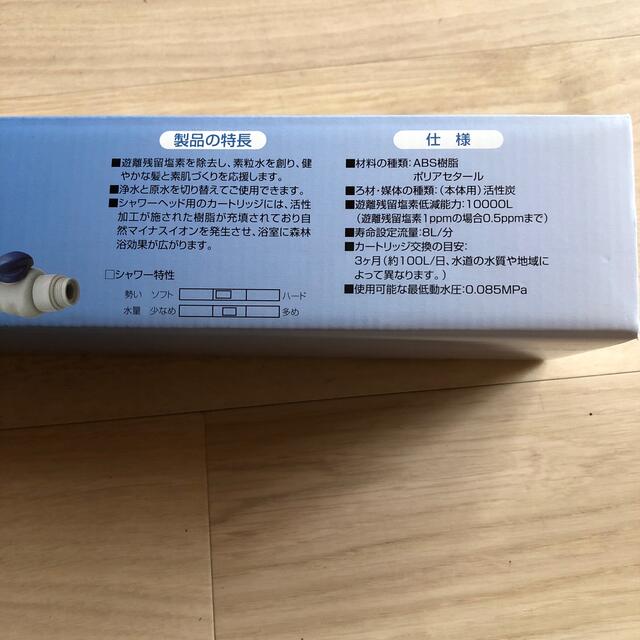 製品の特長
■遊離残留塩素を除去し、素粒水を創り、健
やかな髪と素肌づくりを応援します。
■浄水と原水を切り替えてご使用できます。
■シャワーヘッド用のカートリッジには、活性
加工が施された樹脂が充填されており自
然マイナスイオンを発生させ、浴室に森林
浴効果が広がります。
□シャワー特性
勢い ソフト ハード
水量 少なめ 多め
仕様
■材料の種類:ABS樹脂
ポリアセタール
■ろ材・媒体の種類:(本体用)活性炭
■遊離残留塩素低減能力:10000L
(遊離残留塩素1ppmの場合0.5ppmまで)
■寿命設定流量:8L/分
■カートリッジ交換の目安:
3ヶ月(約100L/日、水道の水質や地域に
よって異なります。)
■使用可能な最低動水圧:0.085MPa